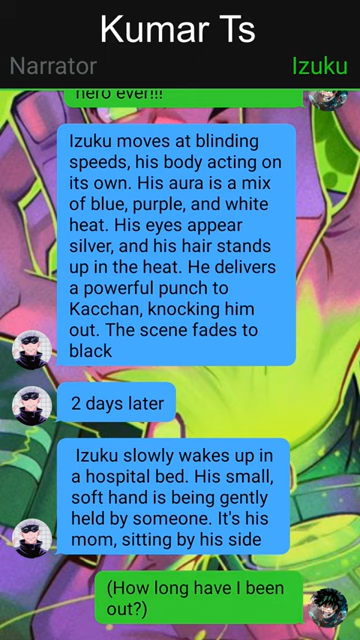 Kumar Ts
Narrator
Izuku
hero ever!!!
Izuku moves at blinding
speeds, his body acting on
its own. His aura is a mix
of blue, purple, and white
heat. His eyes appear
silver, and his hair stands
up in the heat. He delivers
a powerful punch to
Kacchan, knocking him
out. The scene fades to
black
2 days later
Izuku slowly wakes up in
a hospital bed. His small,
soft hand is being gently
held by someone. It's his
mom, sitting by his side
(How long have I been
out?)